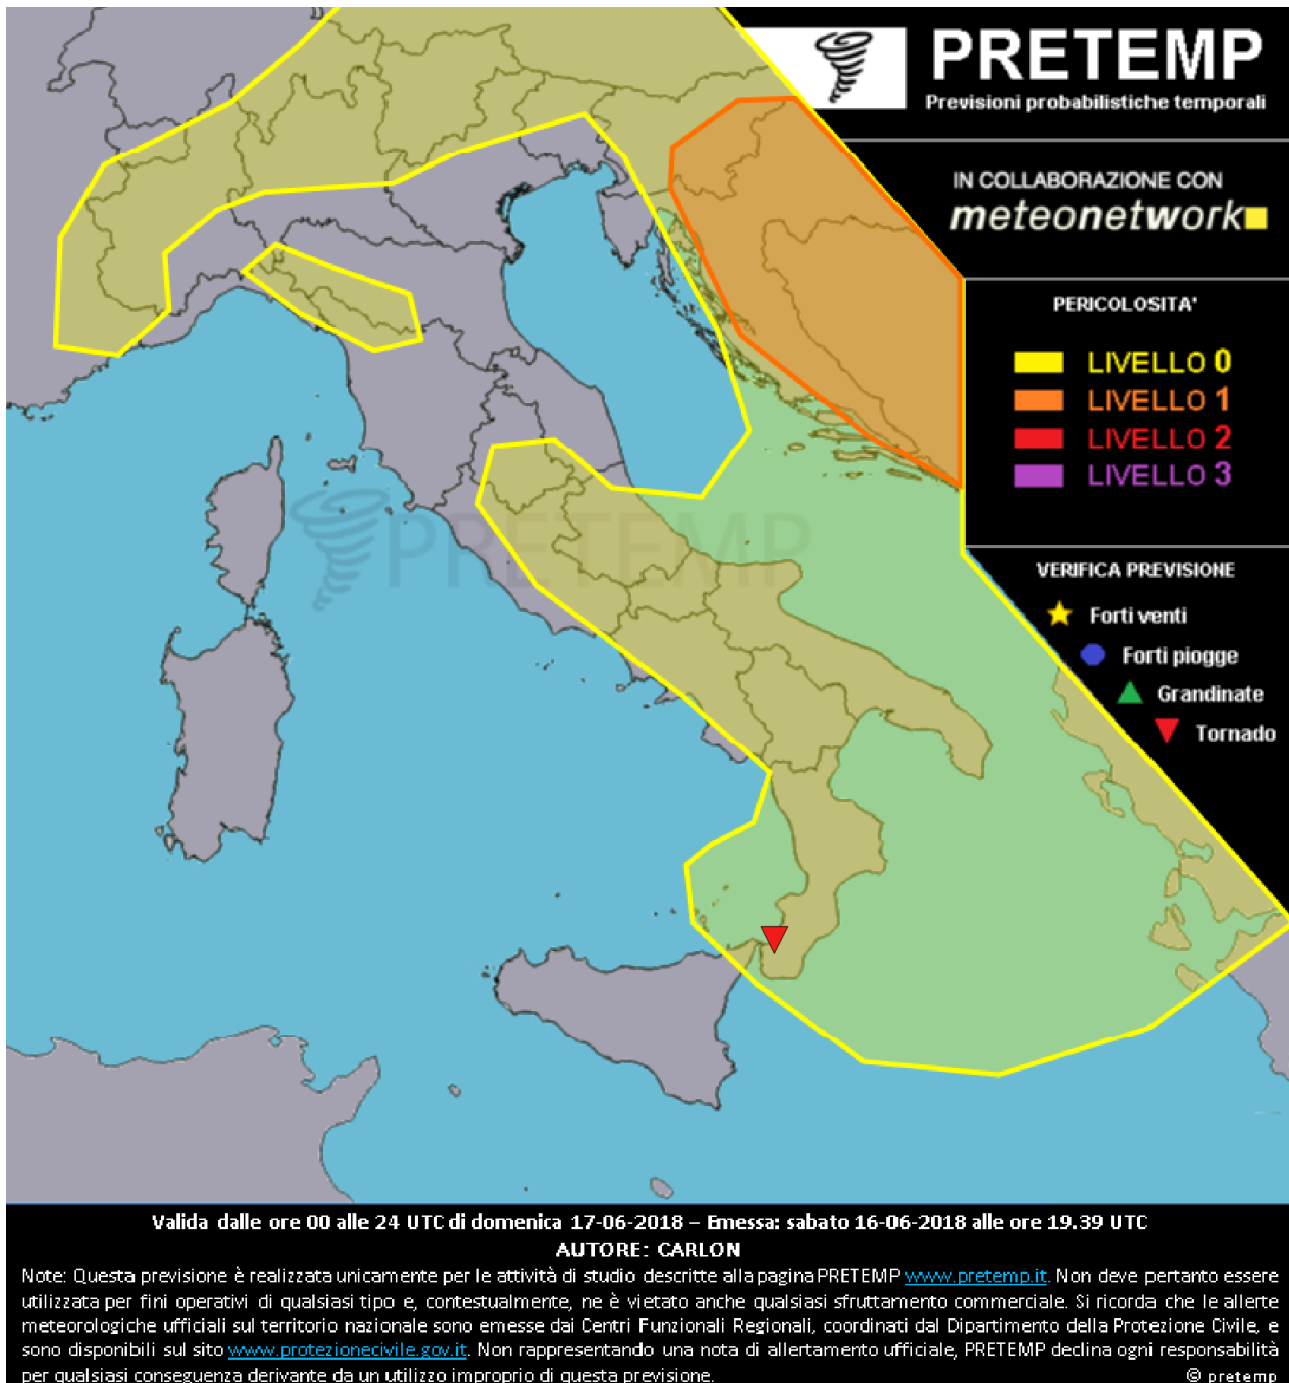 PRETEMP
Previsioni probabilistiche temporali
IN COLLABORAZIONE CON
meteonetwork
PERICOLOSITA'
LIVELLO 0
LIVELLO 1
LIVELLO 2
LIVELLO 3
VERIFICA PREVISIONE
Forti venti
Forti piogge
Grandinate
Tornado
PRETEMP
Valida dalle ore 00 alle 24 UTC di domenica 17-06-2018 – Emessa: sabato 16-06-2018 alle ore 19.39 UTC
AUTORE: CARLON
Note: Questa previsione è realizzata unicamente per le attività di studio descritte alla pagina PRETEMP www.pretemp.it. Non deve pertanto essere
utilizzata per fini operativi di qualsiasi tipo e, contestualmente, ne è vietato anche qualsiasi sfruttamento commerciale. Si ricorda che le allerte
meteorologiche ufficiali sul territorio nazionale sono emesse dai Centri Funzionali Regionali, coordinati dal Dipartimento della Protezione Civile, e
sono disponibili sul sito www.protezionecivile.gov.it. Non rappresentando una nota di allertamento ufficiale, PRETEMP declina ogni responsabilità
per qualsiasi conseguenza derivante da un utilizzo improprio di questa previsione. © pretemp